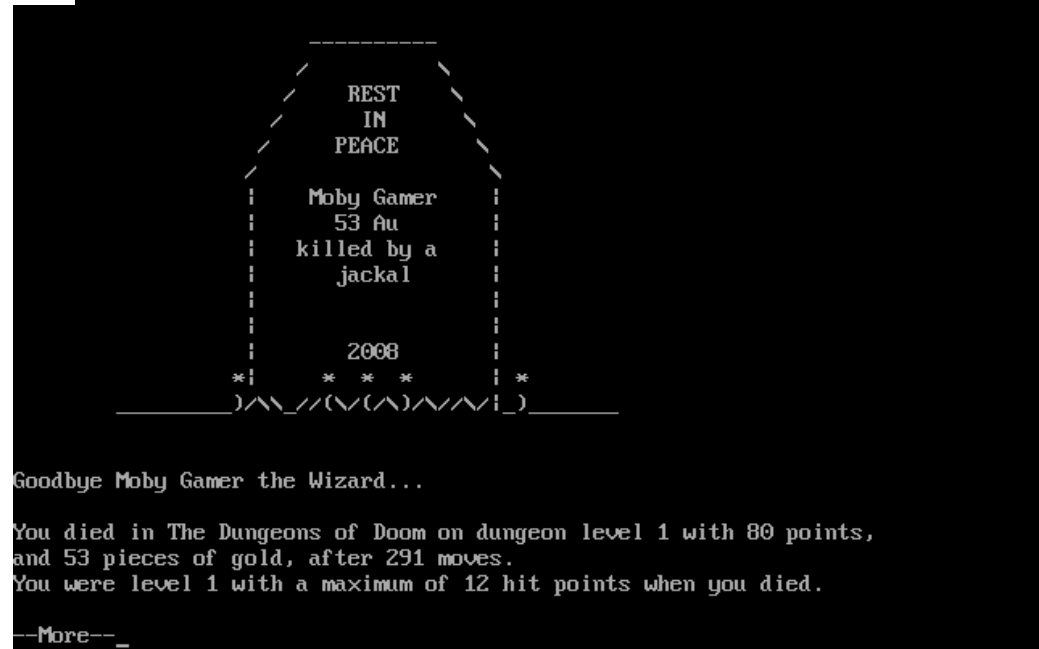 REST
IN
PEACE
Moby Gamer
53 Au
killed by a
jackal
2008
Goodbye Moby Gamer the Wizard...
You died in The Dungeons of Doom on dungeon level 1 with 80 points,
and 53 pieces of gold, after 291 moves.
You were level 1 with a maximum of 12 hit points when you died.
--More--